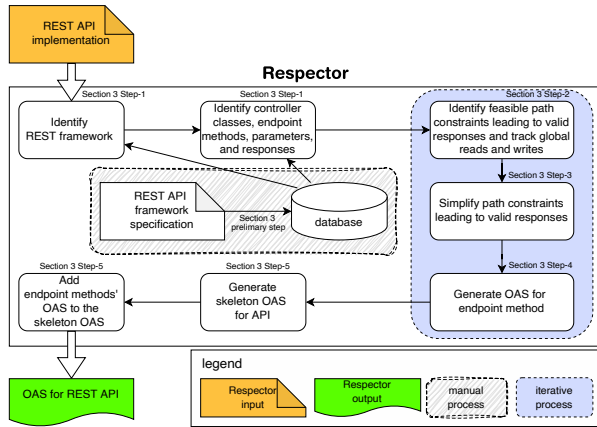 REST API
implementation
Respector
Section 3 Step-1
Identify
REST framework
Section 3 Step-1
Identify controller
classes, endpoint
methods, parameters,
and responses
Section 3 Step-2
Identify feasible path
constraints leading to valid
responses and track global
reads and writes
REST API
framework
specification
Section 3
prelimary step
database
Section 3 Step-3
Simplify path constraints
leading to valid responses
Section 3 Step-5
Add
endpoint methods'
OAS to the
skeleton OAS
Section 3 Step-5
Generate
skeleton OAS
for API
Section 3 Step-4
Generate OAS for
endpoint method
OAS for REST API
legend
Respector
input
Respector
output
manual
process
iterative
process